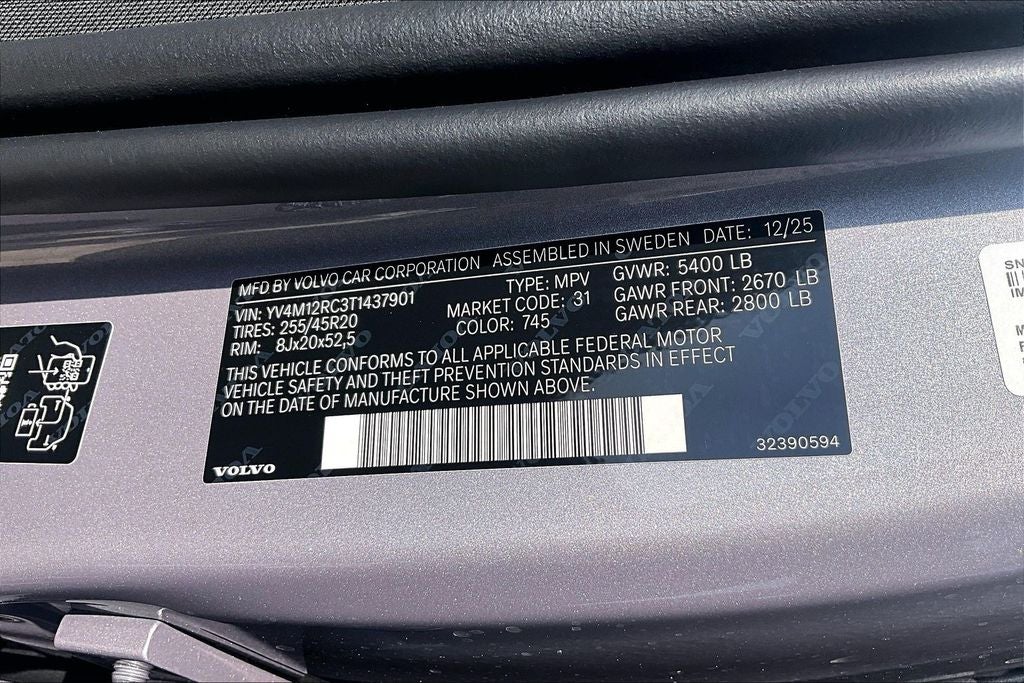 MFD BY VOLVO CAR CORPORATION ASSEMBLED IN SWEDEN DATE: 12/25
VIN: YV4M12RC3T1437901 TYPE: MPV GVWR: 5400 LB
TIRES: 255/45R20 MARKET CODE: 31 GAWR FRONT: 2670 LB
RIM: 8Jx20x52,5 COLOR: 745 GAWR REAR: 2800 LB
THIS VEHICLE CONFORMS TO ALL APPLICABLE FEDERAL MOTOR
VEHICLE SAFETY AND THEFT PREVENTION STANDARDS IN EFFECT
ON THE DATE OF MANUFACTURE SHOWN ABOVE.
VOLVO 32390594
SN
IM